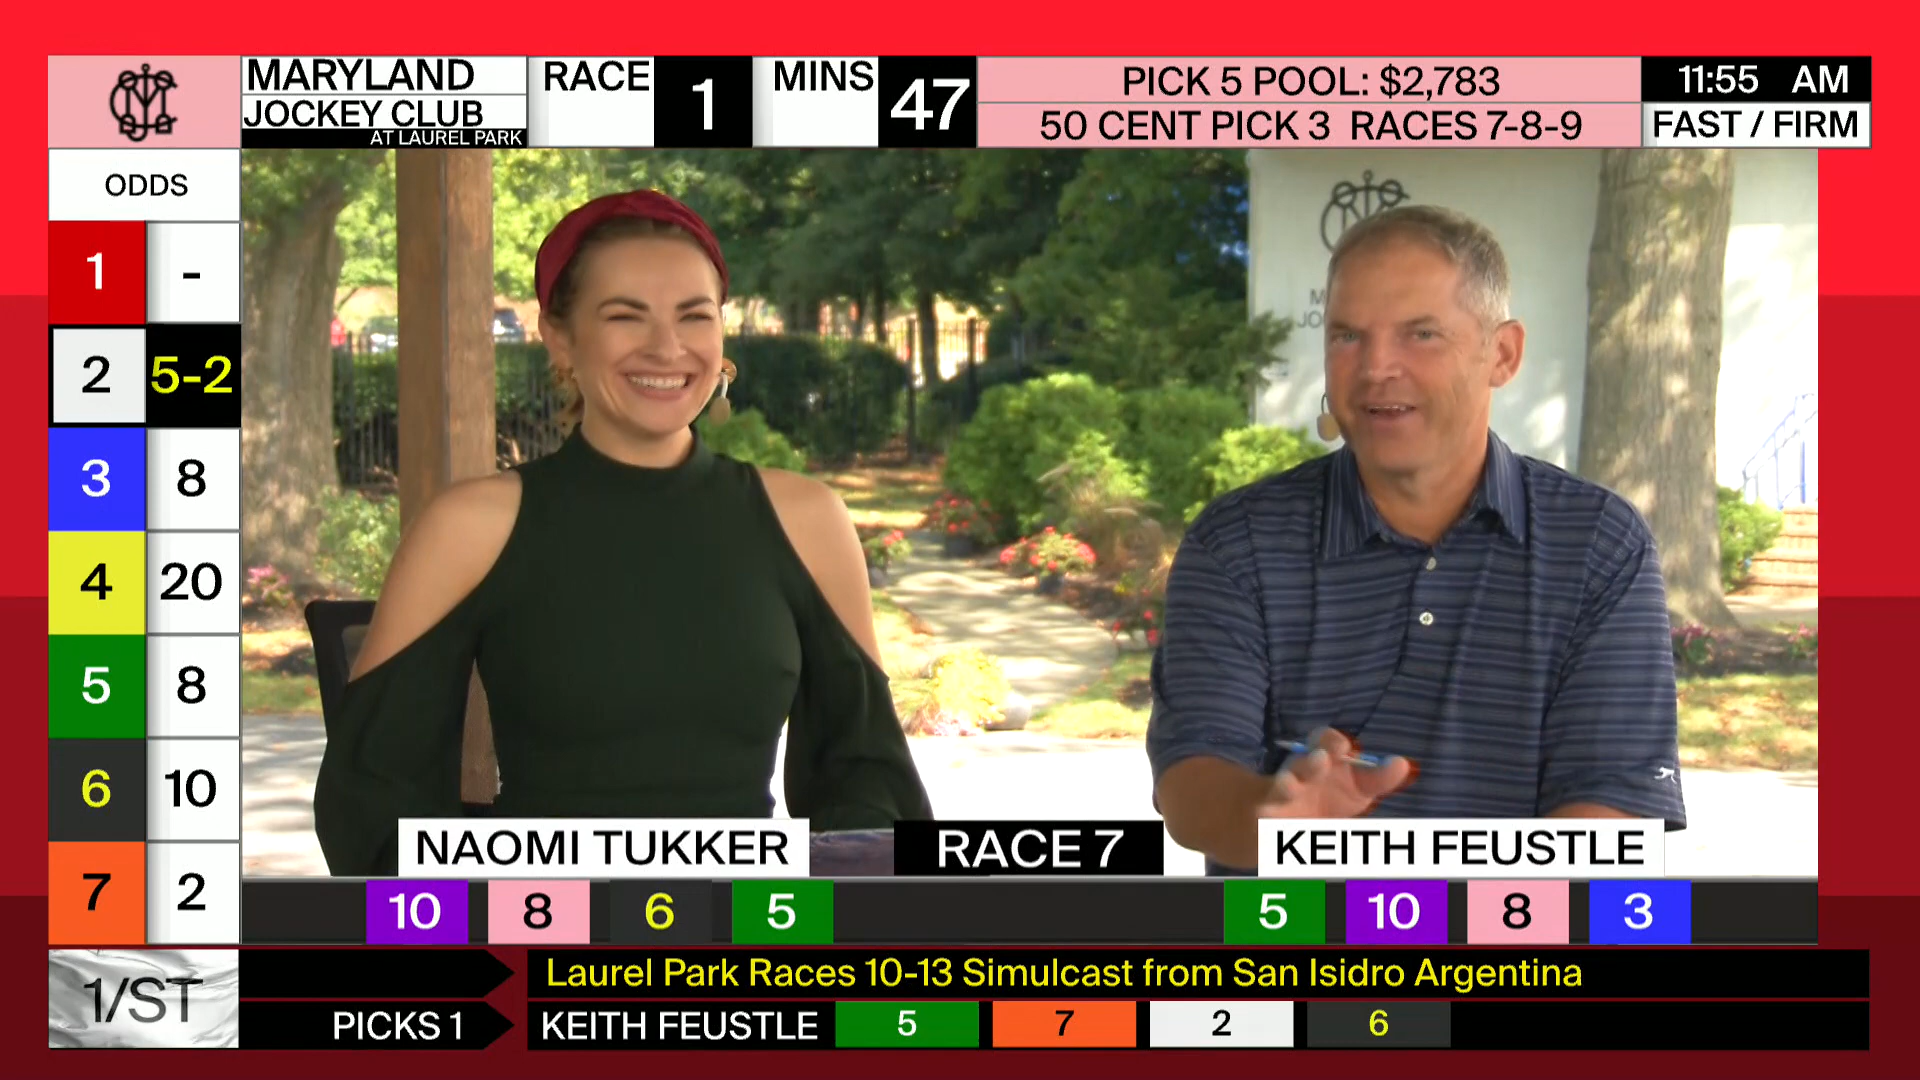 MARYLAND
JOCKEY CLUB
AT LAUREL PARK
RACE 1
MINS 47
PICK 5 POOL: $2,783
50 CENT PICK 3 RACES 7-8-9
11:55 AM
FAST / FIRM
ODDS
1 -
2 5-2
3 8
4 20
5 8
6 10
7 2
NAOMI TUKKER
RACE 7
KEITH FEUSTLE
10 8 6 5
5 10 8 3
1/ST
Laurel Park Races 10-13 Simulcast from San Isidro Argentina
PICKS 1
KEITH FEUSTLE 5 7 2 6